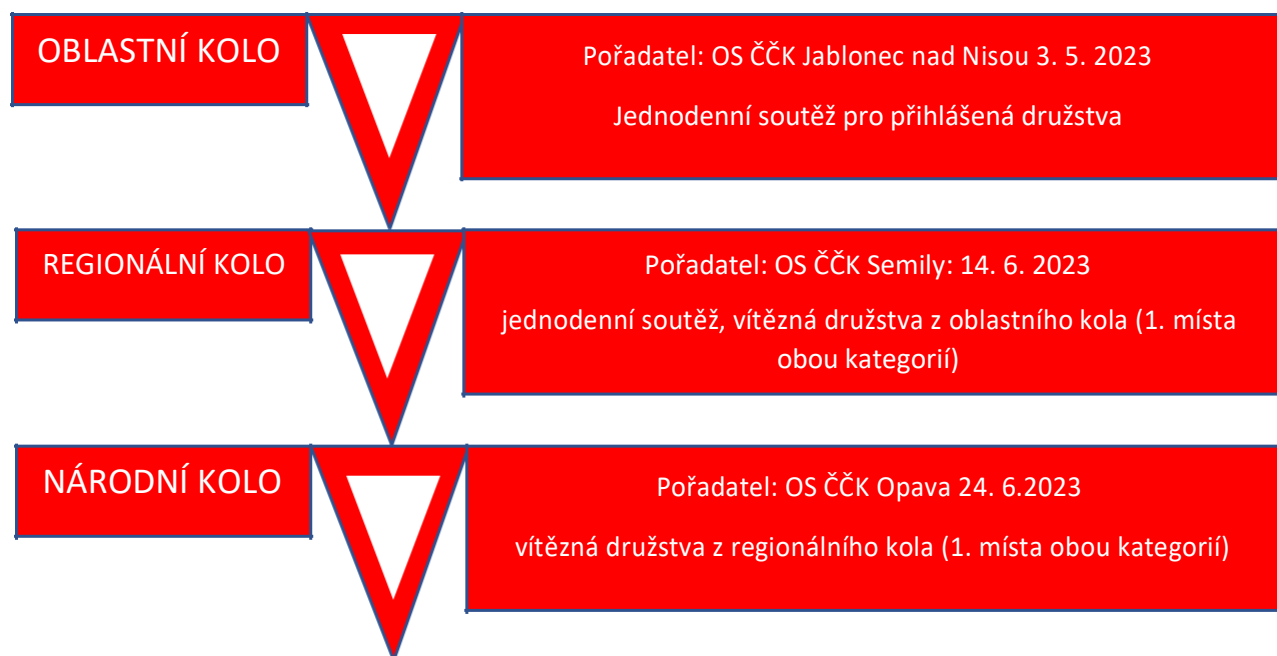 OBLASTNÍ KOLO
Pořadatel: OS ČČK Jablonec nad Nisou 3. 5. 2023
Jednodenní soutěž pro přihlášená družstva
REGIONÁLNÍ KOLO
Pořadatel: OS ČČK Semily: 14. 6. 2023
jednodenní soutěž, vítězná družstva z oblastního kola (1. místa
obou kategorií)
NÁRODNÍ KOLO
Pořadatel: OS ČČK Opava 24. 6.2023
vítězná družstva z regionálního kola (1. místa obou kategorií)